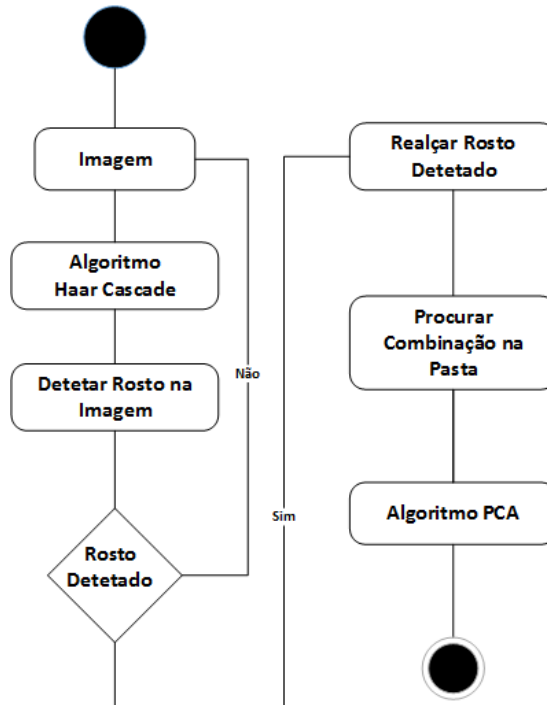 Imagem
Algoritmo
Haar Cascade
Detetar Rosto na
Imagem
Rosto
Detetado
Não
Sim
Realçar Rosto
Detetado
Procurar
Combinação na
Pasta
Algoritmo PCA